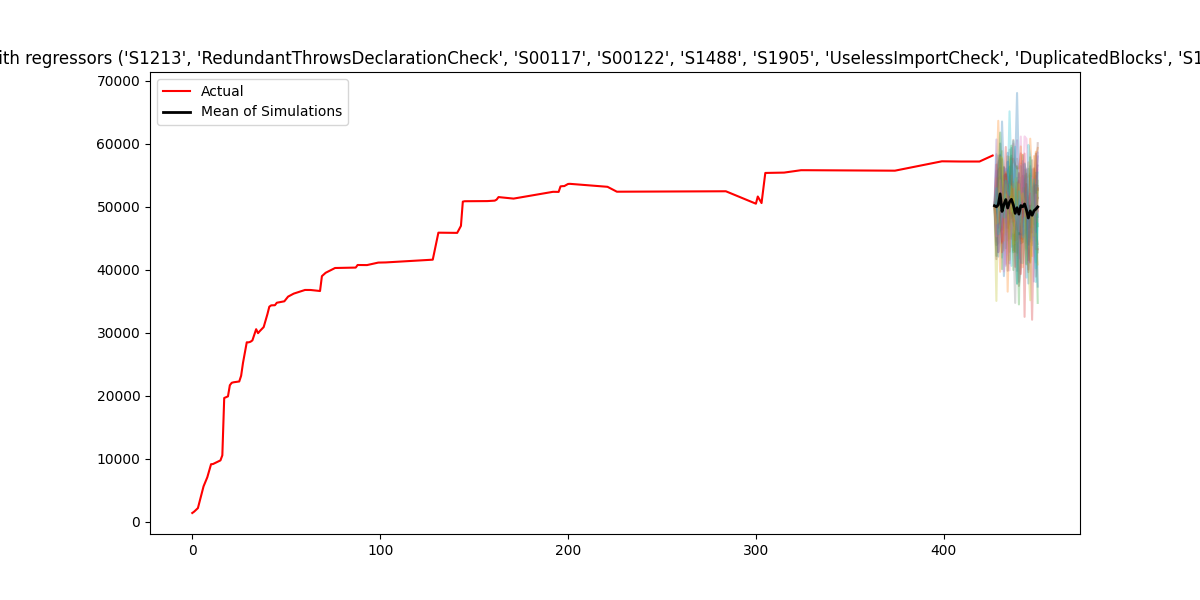 ith regressors ('S1213', 'RedundantThrowsDeclarationCheck', 'S00117', 'S00122', 'S1488', 'S1905', 'UselessImportCheck', 'DuplicatedBlocks', 'S1
70000
Actual
Mean of Simulations
60000
50000
40000
30000
20000
10000
0
0 100 200 300 400